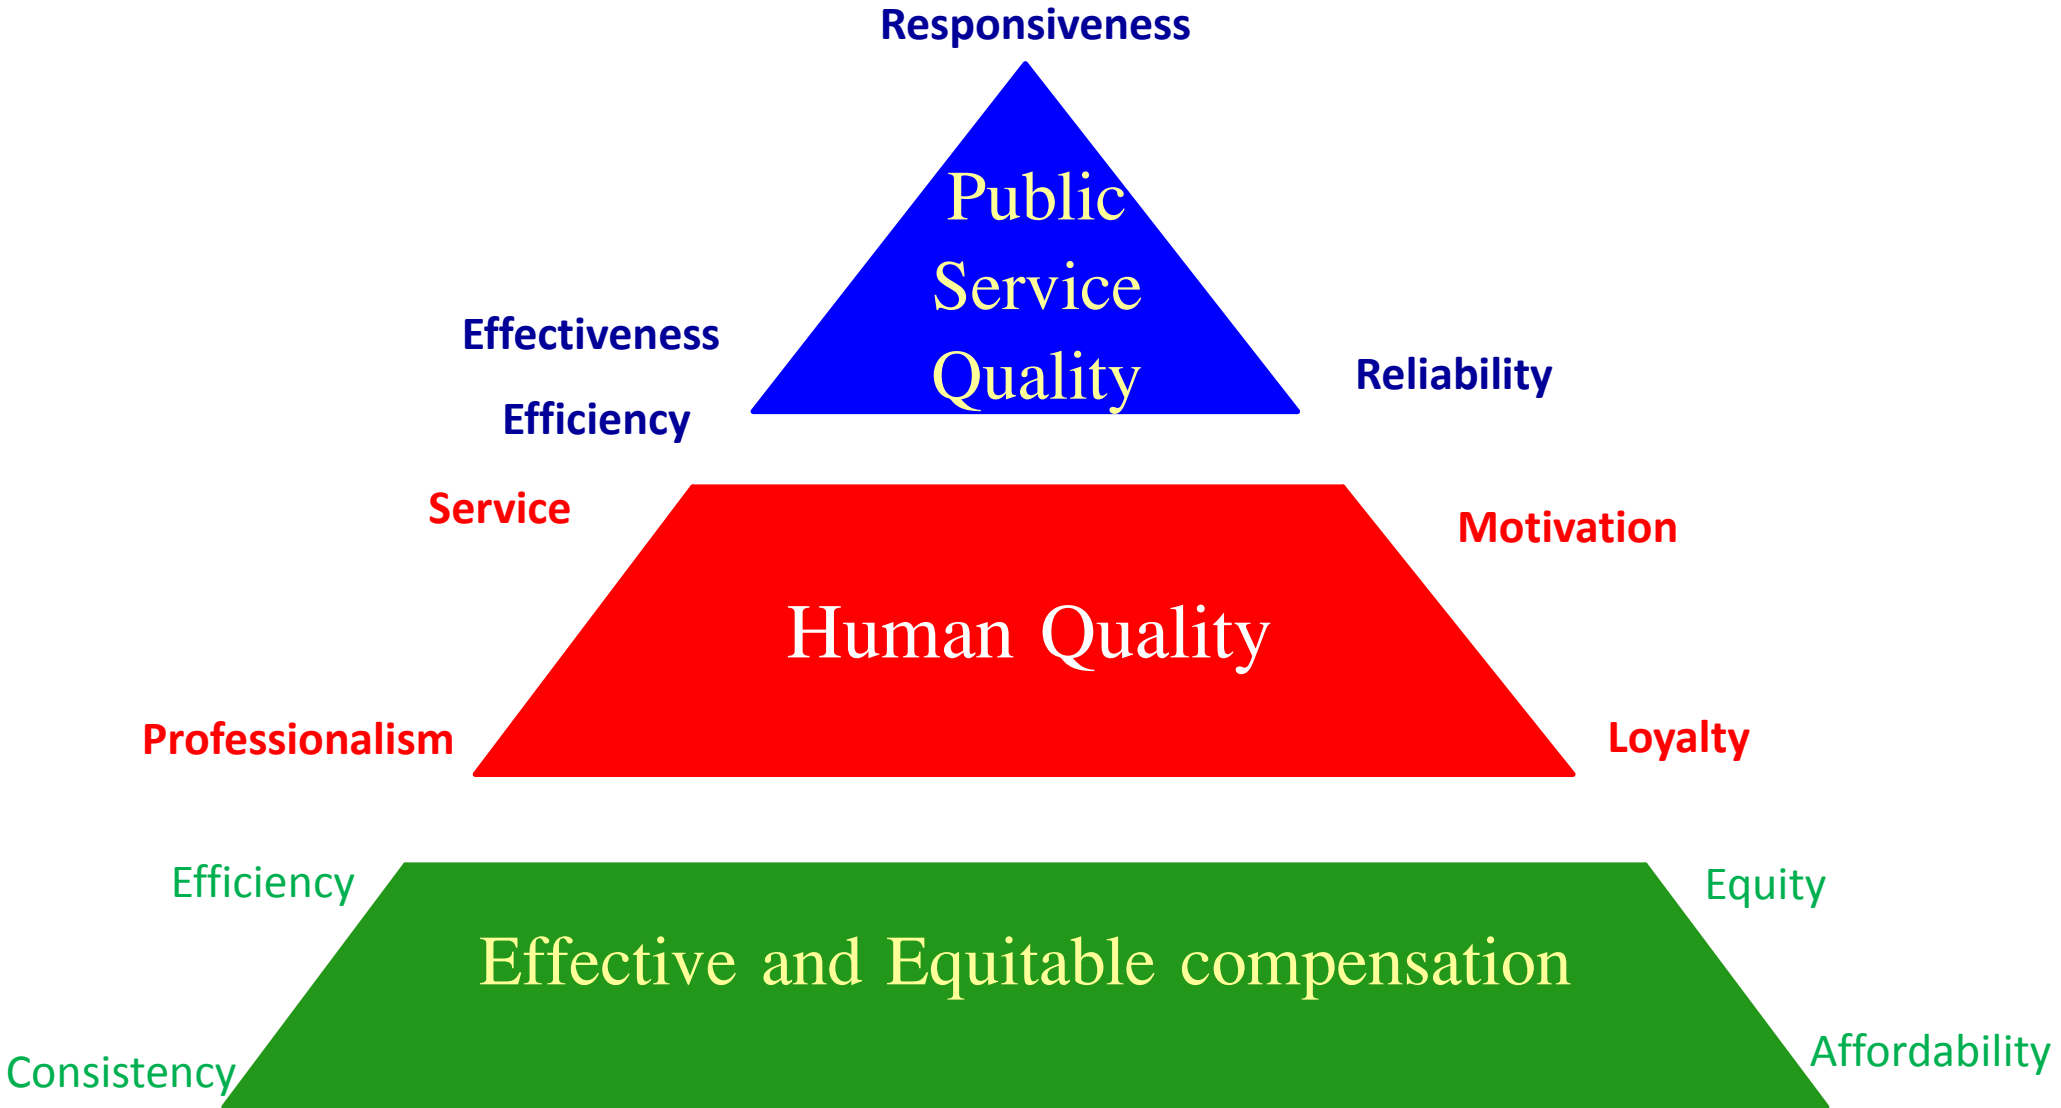 Responsiveness
Public
Service
Quality
Effectiveness
Reliability
Efficiency
Service
Motivation
Human Quality
Professionalism
Loyalty
Efficiency
Equity
Effective and Equitable compensation
Consistency
Affordability